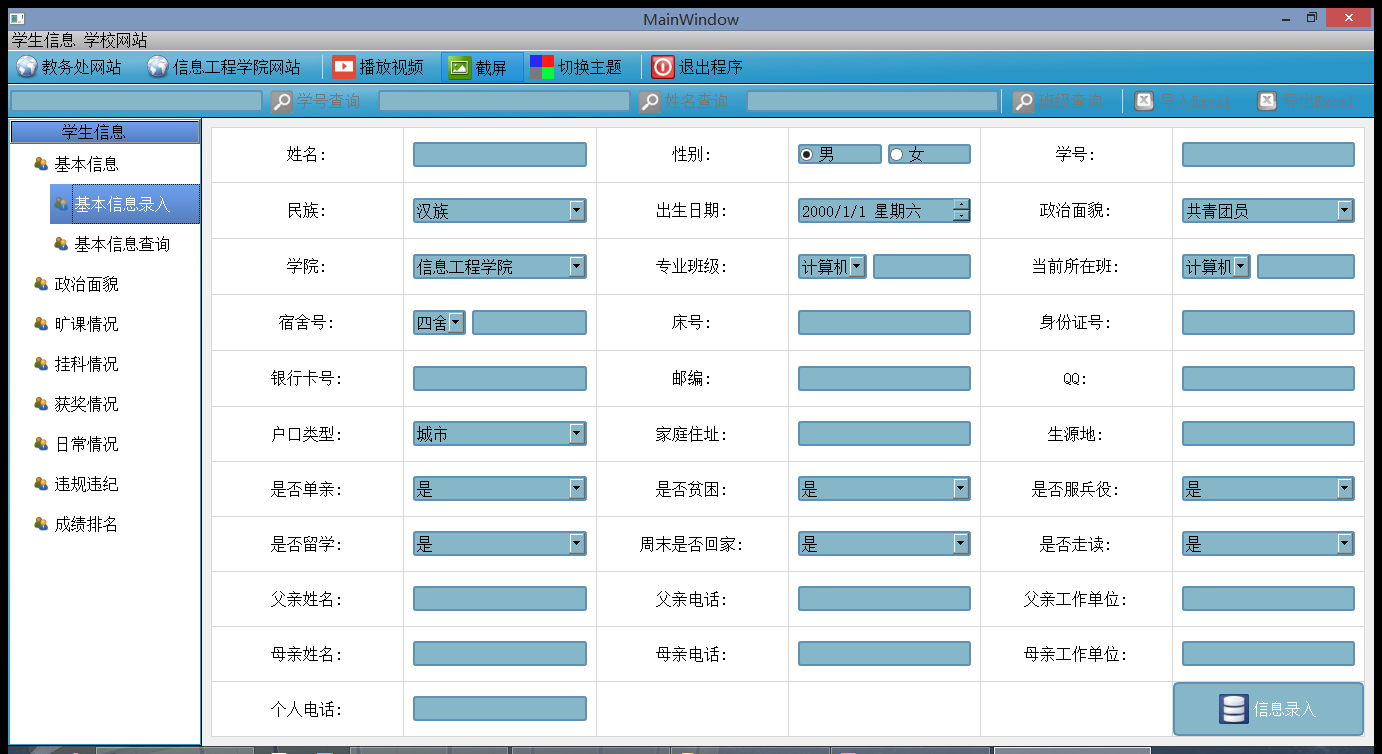 MainWindow
学生信息 学校网站
教务处网站 信息工程学院网站 播放视频 截屏 切换主题 退出程序
学号查询 姓名查询 班级查询 导入Excel 导出Excel
学生信息
基本信息
基本信息录入
基本信息查询
政治面貌
旷课情况
挂科情况
获奖情况
日常情况
违规违纪
成绩排名
姓名: 性别: 男 女 学号:
民族: 汉族 出生日期: 2000/1/1 星期六 政治面貌: 共青团员
学院: 信息工程学院 专业班级: 计算机 当前所在班: 计算机
宿舍号: 四舍 床号: 身份证号:
银行卡号: 邮编: QQ:
户口类型: 城市 家庭住址: 生源地:
是否单亲: 是 是否贫困: 是 是否服兵役: 是
是否留学: 是 周末是否回家: 是 是否走读: 是
父亲姓名: 父亲电话: 父亲工作单位:
母亲姓名: 母亲电话: 母亲工作单位:
个人电话: 信息录入